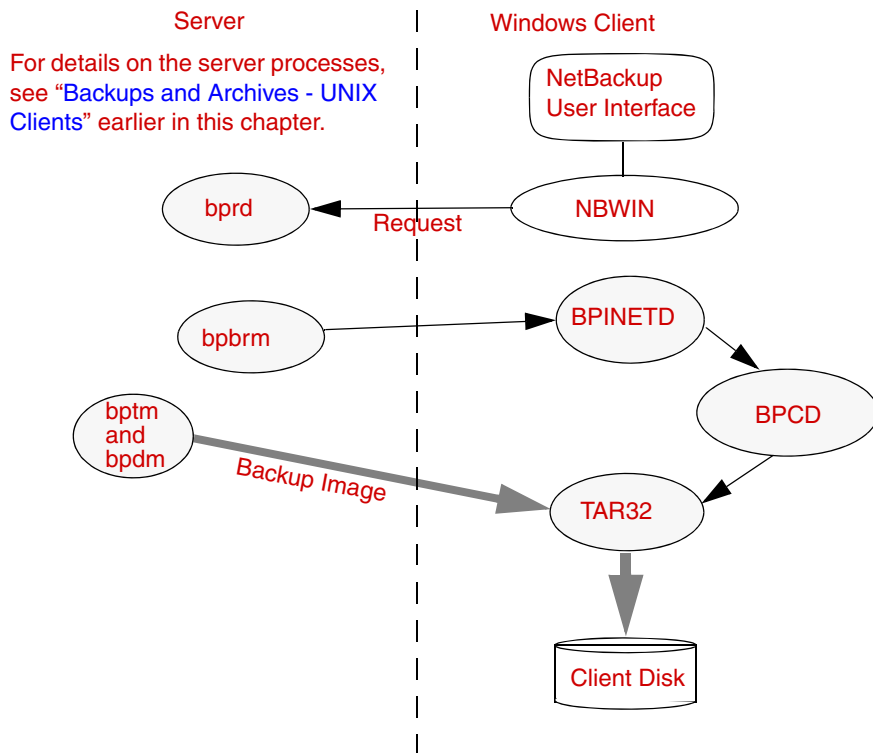 Server
Windows Client
For details on the server processes,
see “Backups and Archives - UNIX
Clients” earlier in this chapter.
NetBackup
User Interface
bprd
Request
NBWIN
bpbrm
BPINETD
bptm
and
bpdm
BPCD
Backup Image
TAR32
Client Disk